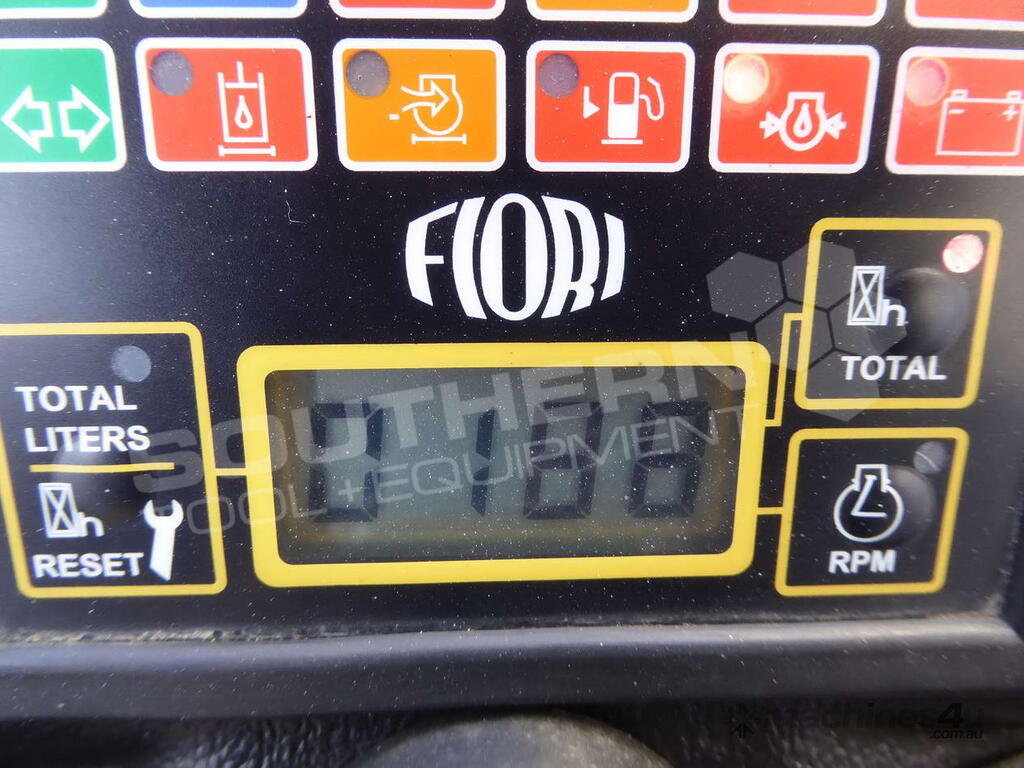 FIORI
h
TOTAL
TOTAL
LITERS
h
RESET
RPM
SOUTHERN
TOOL +EQUIPMENT
machines4u
.com.au